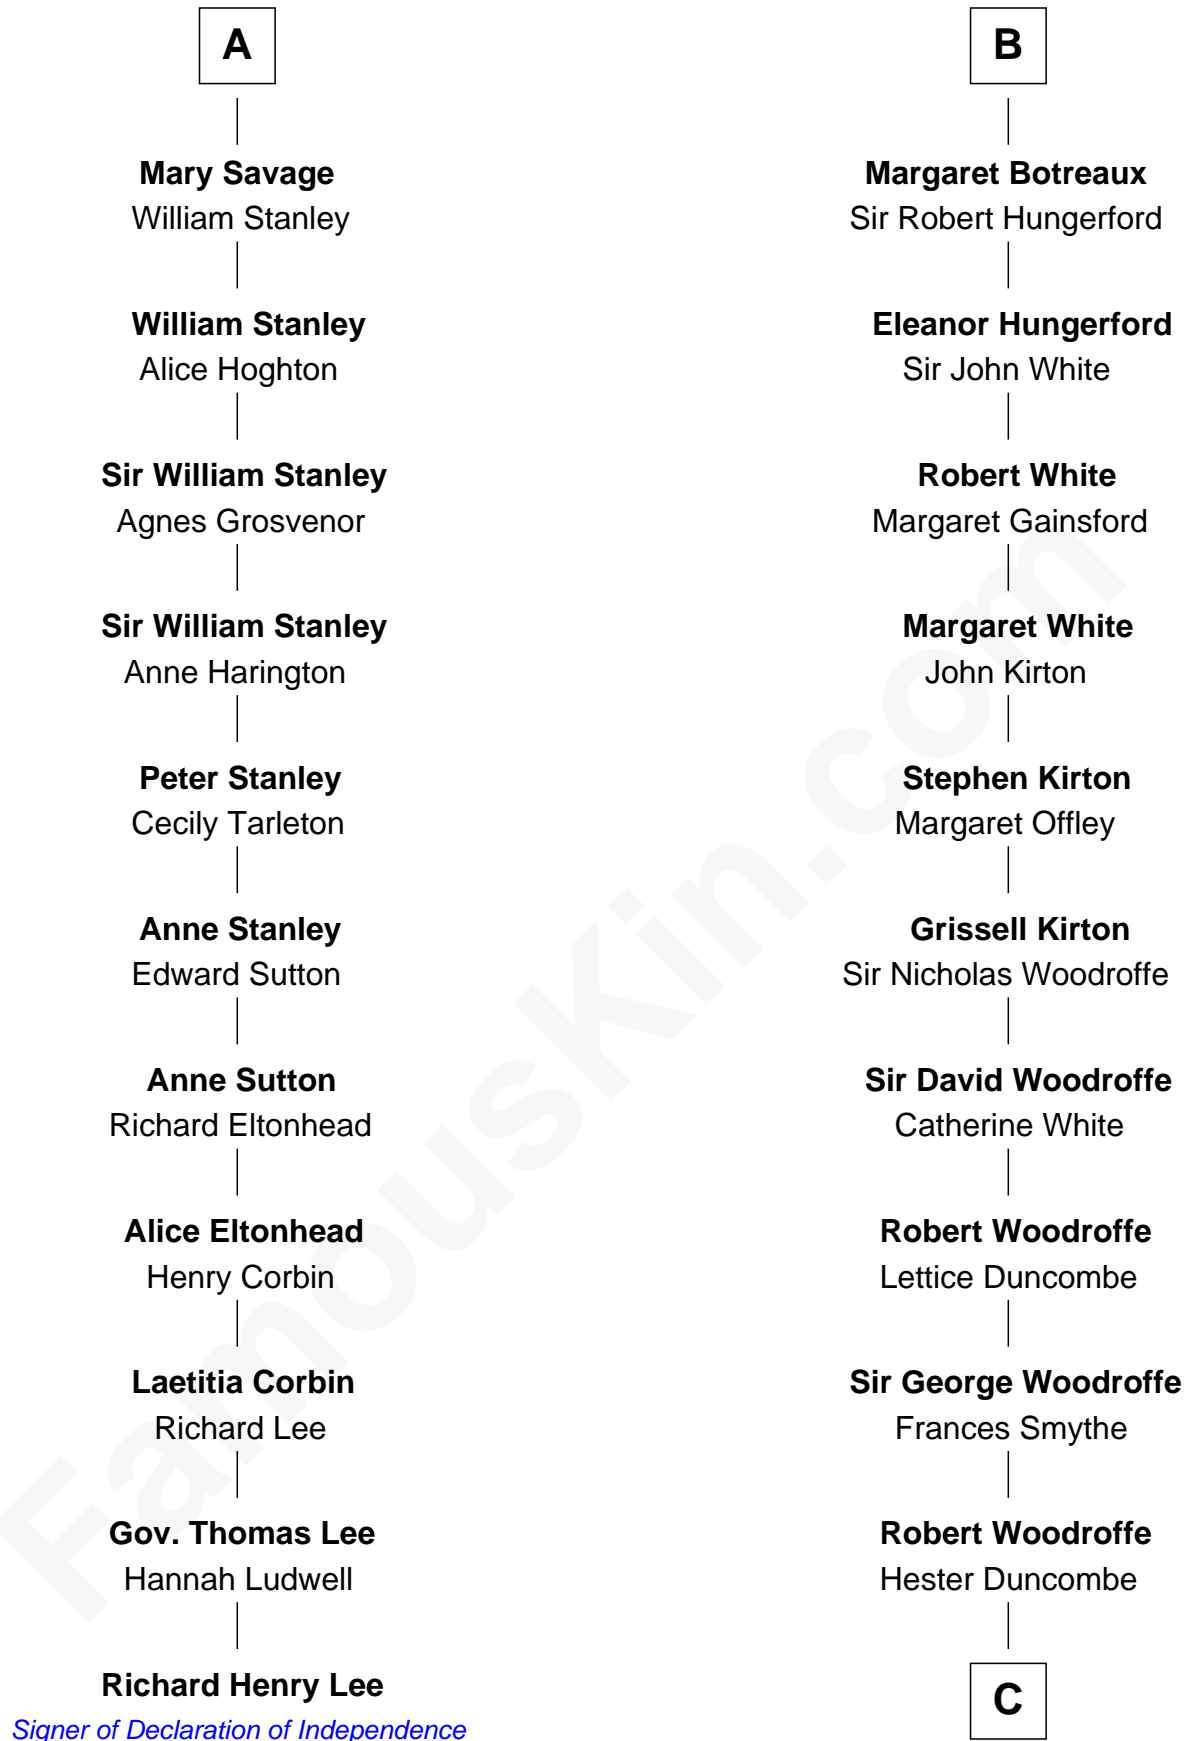 A
Mary Savage
William Stanley
William Stanley
Alice Hoghton
Sir William Stanley
Agnes Grosvenor
Sir William Stanley
Anne Harington
Peter Stanley
Cecily Tarleton
Anne Stanley
Edward Sutton
Anne Sutton
Richard Eltonhead
Alice Eltonhead
Henry Corbin
Laetitia Corbin
Richard Lee
Gov. Thomas Lee
Hannah Ludwell
Richard Henry Lee
Signer of Declaration of Independence
B
Margaret Botreaux
Sir Robert Hungerford
Eleanor Hungerford
Sir John White
Robert White
Margaret Gainsford
Margaret White
John Kirton
Stephen Kirton
Margaret Offley
Grissell Kirton
Sir Nicholas Woodroffe
Sir David Woodroffe
Catherine White
Robert Woodroffe
Lettice Duncombe
Sir George Woodroffe
Frances Smythe
Robert Woodroffe
Hester Duncombe
C
FamousKin.com